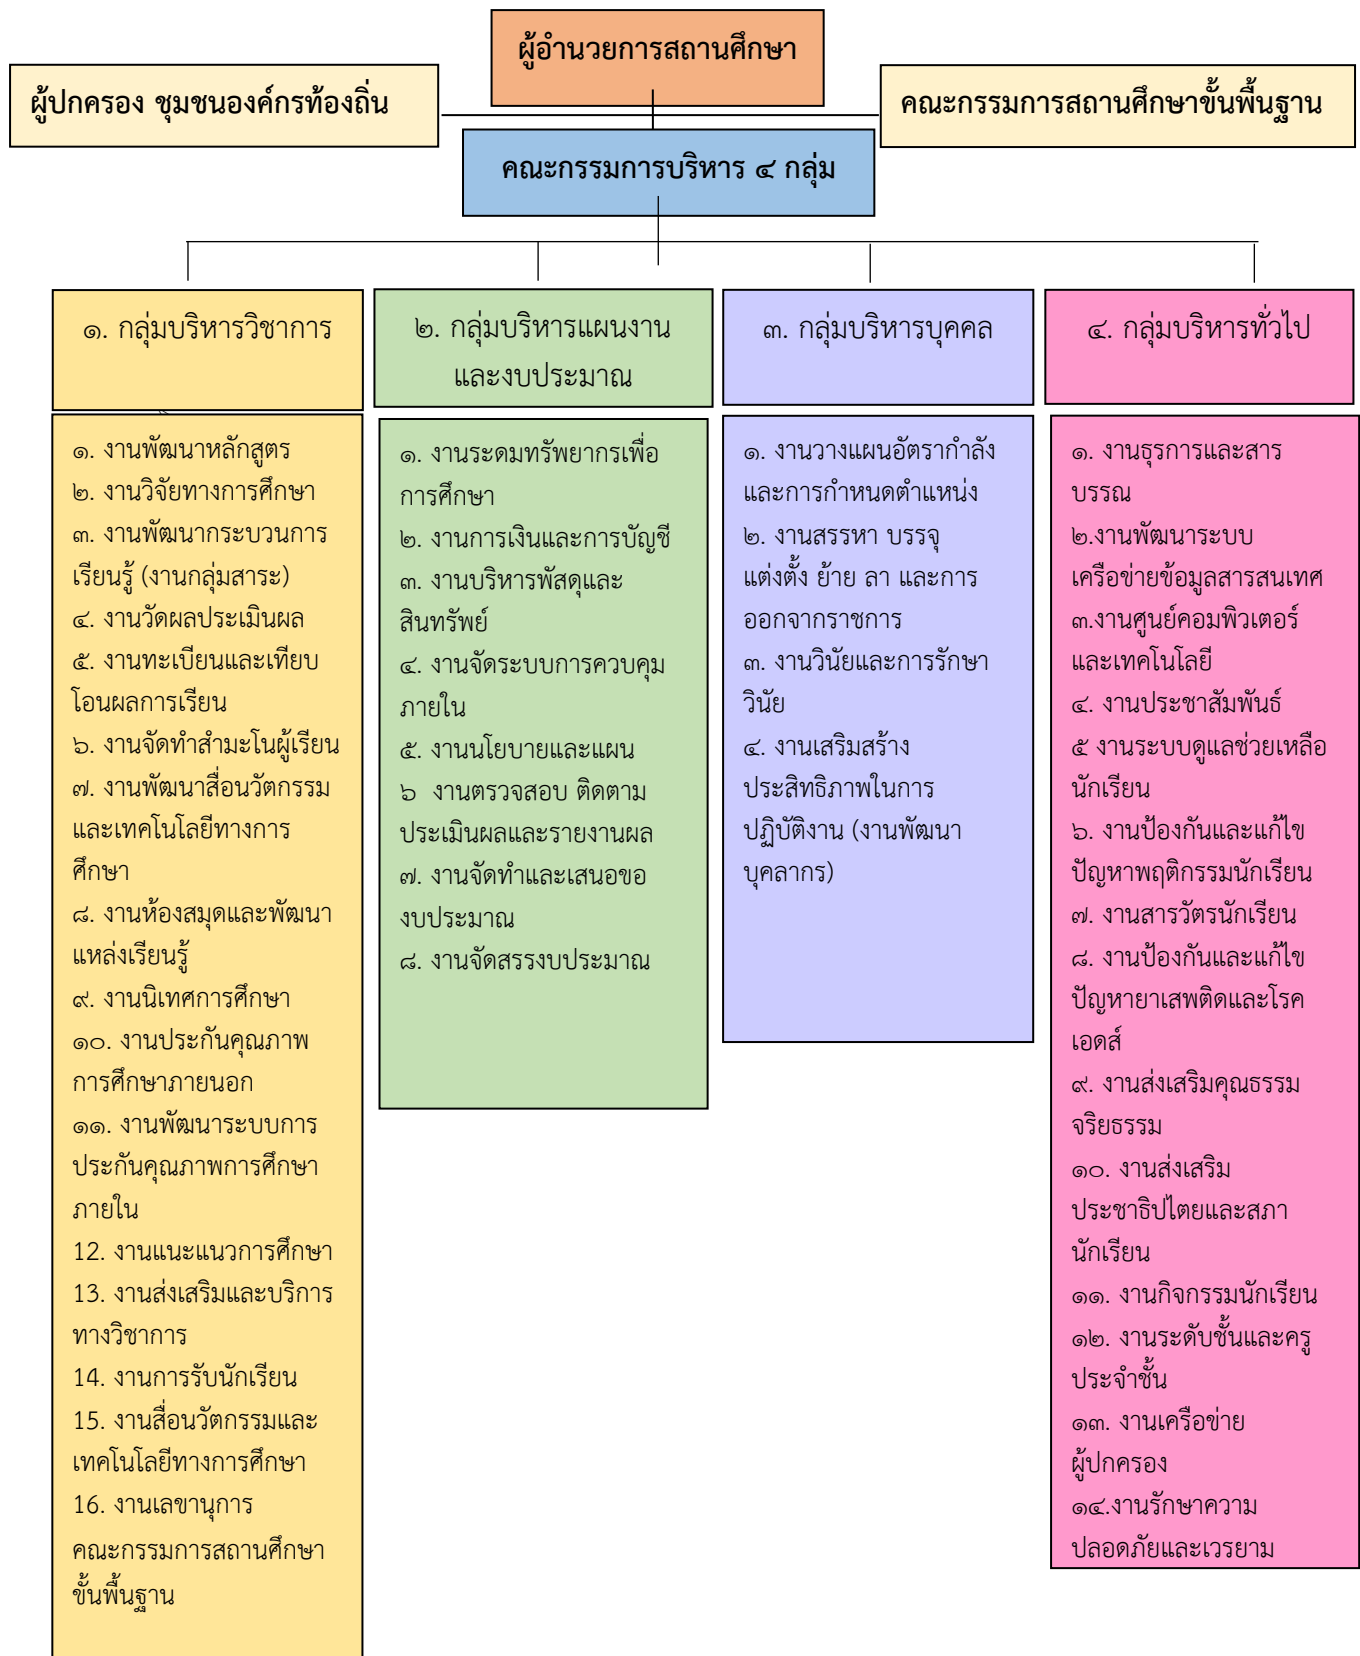 ผู้อำนวยการสถานศึกษา
ผู้ปกครอง ชุมชนองค์กรท้องถิ่น
คณะกรรมการสถานศึกษาขั้นพื้นฐาน
คณะกรรมการบริหาร ๔ กลุ่ม
๑. กลุ่มบริหารวิชาการ
๑. งานพัฒนาหลักสูตร
๒. งานวิจัยทางการศึกษา
๓. งานพัฒนากระบวนการ
เรียนรู้ (งานกลุ่มสาระ)
๔. งานวัดผลประเมินผล
๕. งานทะเบียนและเทียบ
โอนผลการเรียน
๖. งานจัดทำสำมะโนผู้เรียน
๗. งานพัฒนาสื่อนวัตกรรม
และเทคโนโลยีทางการ
ศึกษา
๘. งานห้องสมุดและพัฒนา
แหล่งเรียนรู้
๙. งานนิเทศการศึกษา
๑๐. งานประกันคุณภาพ
การศึกษาภายนอก
๑๑. งานพัฒนาระบบการ
ประกันคุณภาพการศึกษา
ภายใน
12. งานแนะแนวการศึกษา
13. งานส่งเสริมและบริการ
ทางวิชาการ
14. งานการรับนักเรียน
15. งานสื่อนวัตกรรมและ
เทคโนโลยีทางการศึกษา
16. งานเลขานุการ
คณะกรรมการสถานศึกษา
ขั้นพื้นฐาน
๒. กลุ่มบริหารแผนงาน
และงบประมาณ
๑. งานระดมทรัพยากรเพื่อ
การศึกษา
๒. งานการเงินและการบัญชี
๓. งานบริหารพัสดุและ
สินทรัพย์
๔. งานจัดระบบการควบคุม
ภายใน
๕. งานนโยบายและแผน
๖  งานตรวจสอบ ติดตาม
ประเมินผลและรายงานผล
๗. งานจัดทำและเสนอขอ
งบประมาณ
๘. งานจัดสรรงบประมาณ
๓. กลุ่มบริหารบุคคล
๑. งานวางแผนอัตรากำลัง
และการกำหนดตำแหน่ง
๒. งานสรรหา บรรจุ
แต่งตั้ง ย้าย ลา และการ
ออกจากราชการ
๓. งานวินัยและการรักษา
วินัย
๔. งานเสริมสร้าง
ประสิทธิภาพในการ
ปฏิบัติงาน (งานพัฒนา
บุคลากร)
๔. กลุ่มบริหารทั่วไป
๑. งานธุรการและสาร
บรรณ
๒.งานพัฒนาระบบ
เครือข่ายข้อมูลสารสนเทศ
๓.งานศูนย์คอมพิวเตอร์
และเทคโนโลยี
๔. งานประชาสัมพันธ์
๕ งานระบบดูแลช่วยเหลือ
นักเรียน
๖. งานป้องกันและแก้ไข
ปัญหาพฤติกรรมนักเรียน
๗. งานสารวัตรนักเรียน
๘. งานป้องกันและแก้ไข
ปัญหายาเสพติดและโรค
เอดส์
๙. งานส่งเสริมคุณธรรม
จริยธรรม
๑๐. งานส่งเสริม
ประชาธิปไตยและสภา
นักเรียน
๑๑. งานกิจกรรมนักเรียน
๑๒. งานระดับชั้นและครู
ประจำชั้น
๑๓. งานเครือข่าย
ผู้ปกครอง
๑๔.งานรักษาความ
ปลอดภัยและเวรยาม